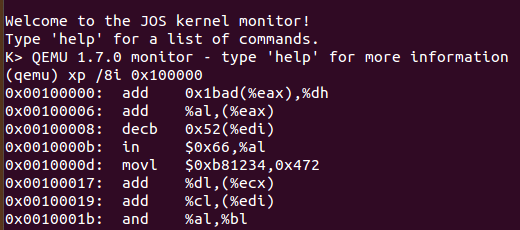 Welcome to the JOS kernel monitor!
Type 'help' for a list of commands.
K> QEMU 1.7.0 monitor - type 'help' for more information
(qemu) xp /8i 0x100000
0x00100000:  add    0x1bad(%eax),%dh
0x00100006:  add    %al,(%eax)
0x00100008:  decb   0x52(%edi)
0x0010000b:  in     $0x66,%al
0x0010000d:  movl   $0xb81234,0x472
0x00100017:  add    %dl,(%ecx)
0x00100019:  add    %cl,(%edi)
0x0010001b:  and    %al,%bl